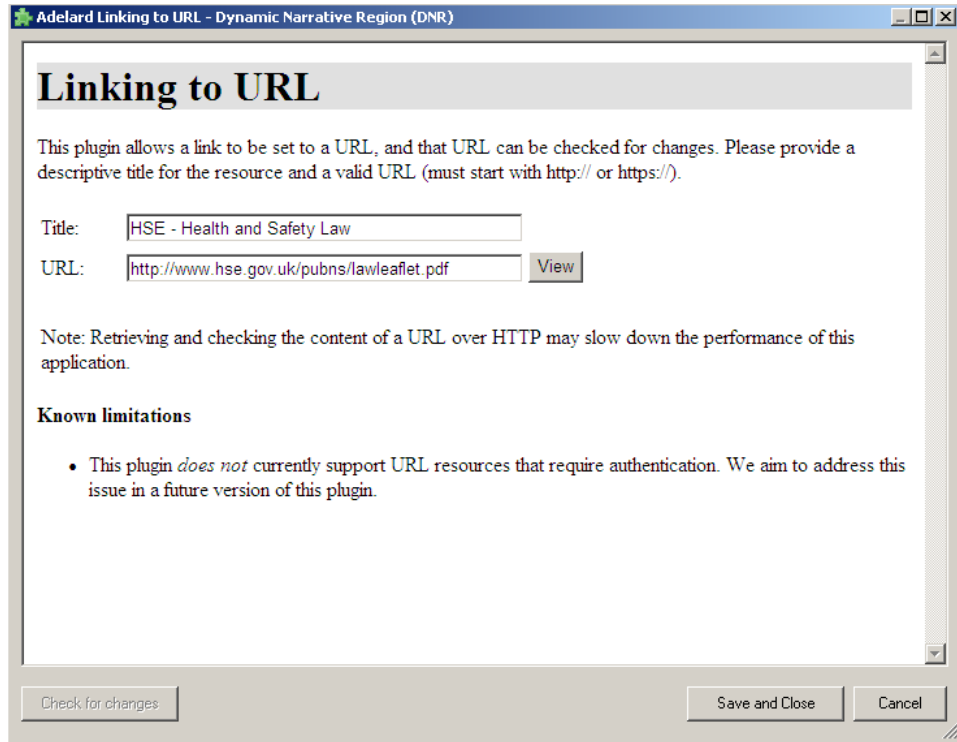 Adelard Linking to URL - Dynamic Narrative Region (DNR)
Linking to URL
This plugin allows a link to be set to a URL, and that URL can be checked for changes. Please provide a
descriptive title for the resource and a valid URL (must start with http:// or https://).
Title: HSE - Health and Safety Law
URL: http://www.hse.gov.uk/pubns/lawleaflet.pdf View
Note: Retrieving and checking the content of a URL over HTTP may slow down the performance of this
application.
Known limitations
• This plugin does not currently support URL resources that require authentication. We aim to address this
issue in a future version of this plugin.
Check for changes Save and Close Cancel